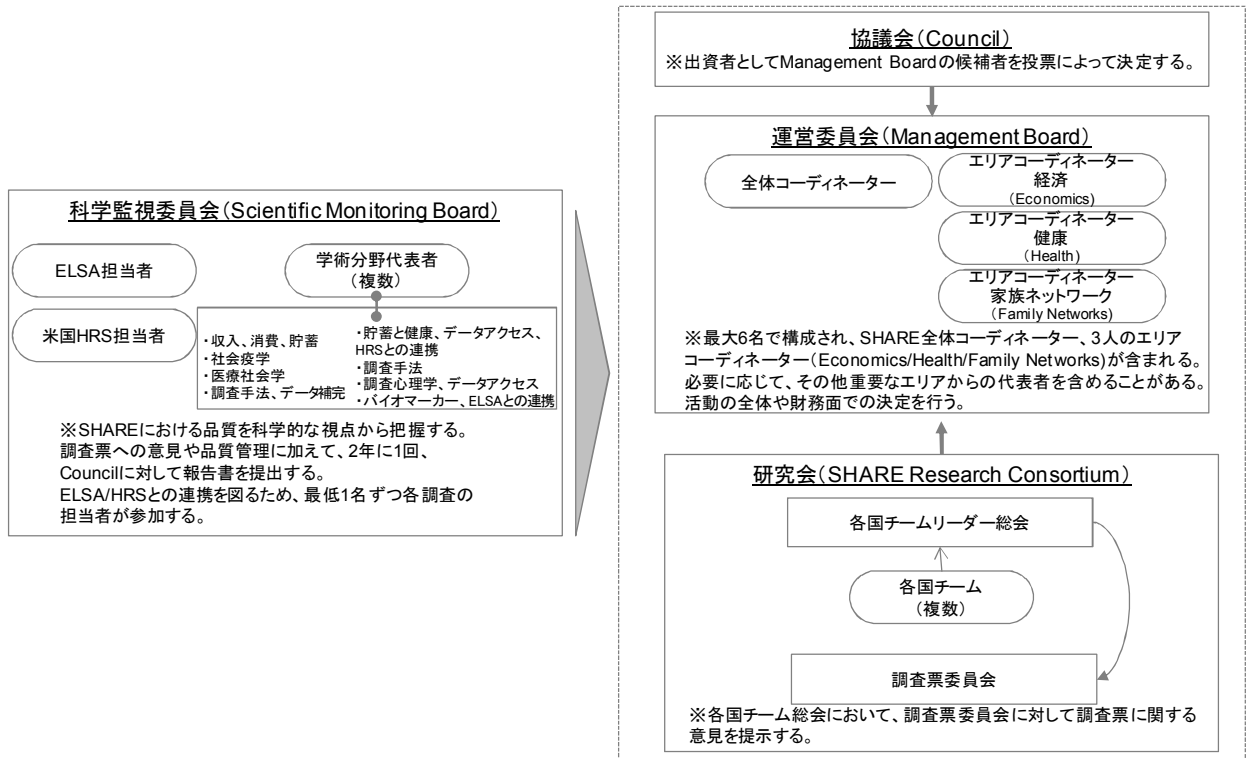 協議会(Council)
※出資者としてManagement Boardの候補者を投票によって決定する。
運営委員会(Management Board)
全体コーディネーター
エリアコーディネーター
経済
(Economics)
エリアコーディネーター
健康
(Health)
エリアコーディネーター
家族ネットワーク
(Family Networks)
※最大6名で構成され、SHARE全体コーディネーター、3人のエリア
コーディネーター(Economics/Health/Family Networks)が含まれる。
必要に応じて、その他重要なエリアからの代表者を含めることがある。
活動の全体や財務面での決定を行う。
科学監視委員会(Scientific Monitoring Board)
ELSA担当者
学術分野代表者
(複数)
米国HRS担当者
・収入、消費、貯蓄
・社会疫学
・医療社会学
・調査手法、データ補完
・貯蓄と健康、データアクセス、
HRSとの連携
・調査手法
・調査心理学、データアクセス
・バイオマーカー、ELSAとの連携
※SHAREにおける品質を科学的な視点から把握する。
調査票への意見や品質管理に加えて、2年に1回、
Councilに対して報告書を提出する。
ELSA/HRSとの連携を図るため、最低1名ずつ各調査の
担当者が参加する。
研究会(SHARE Research Consortium)
各国チームリーダー総会
各国チーム
(複数)
調査票委員会
※各国チーム総会において、調査票委員会に対して調査票に関する
意見を提示する。